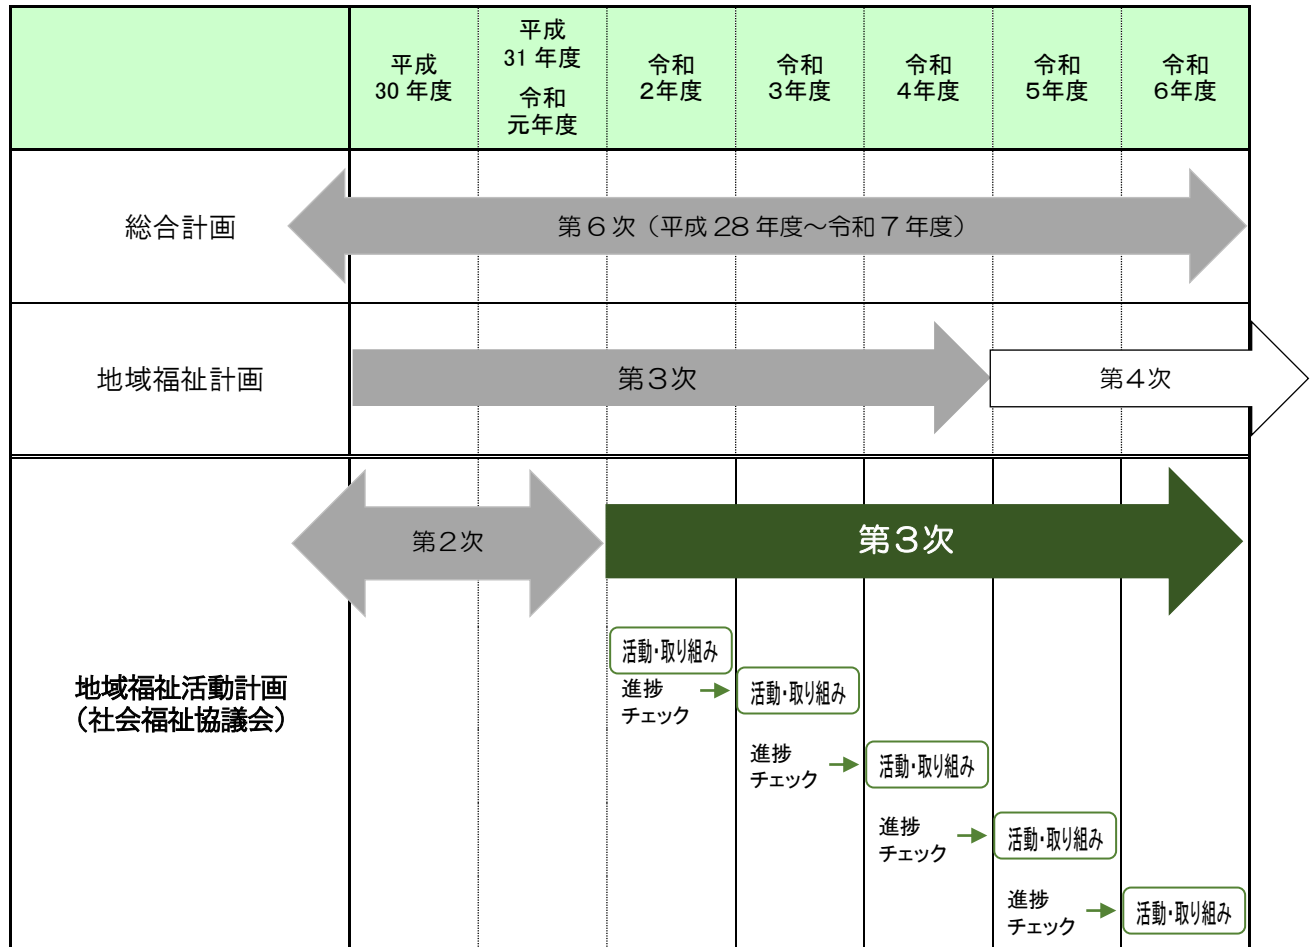 平成
30 年度
平成
31 年度
令和
元年度
令和
2年度
令和
3年度
令和
4年度
令和
5年度
令和
6年度
総合計画
第6次（平成28年度～令和7年度）
地域福祉計画
第3次
第4次
第2次
第3次
地域福祉活動計画
（社会福祉協議会）
活動・取り組み
進捗
チェック
活動・取り組み
進捗
チェック
活動・取り組み
進捗
チェック
活動・取り組み
進捗
チェック
活動・取り組み